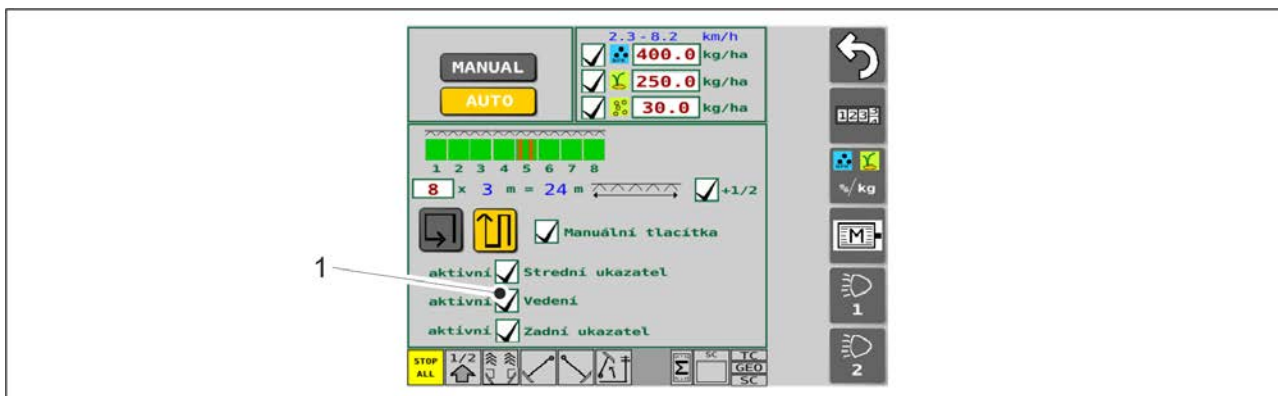 2.3-8.2 km/h
MANUAL
400.0 kg/ha
AUTO
250.0 kg/ha
30.0 kg/ha
1 2 3 4 5 6 7 8
8 x 3 m = 24 m +1/2
Manuální tlacítka
aktivní Strední ukazatel
1
aktivní Vedení
aktivní Zadní ukazatel
STOP
ALL
1/2
Σ
SC
TC
GEO
SC
%/kg
M
1
2